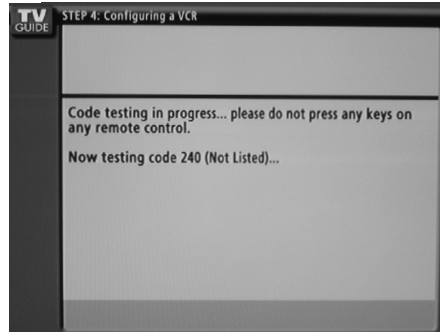 TV
GUIDE
STEP 4: Configuring a VCR
Code testing in progress... please do not press any keys on
any remote control.
Now testing code 240 (Not Listed)...